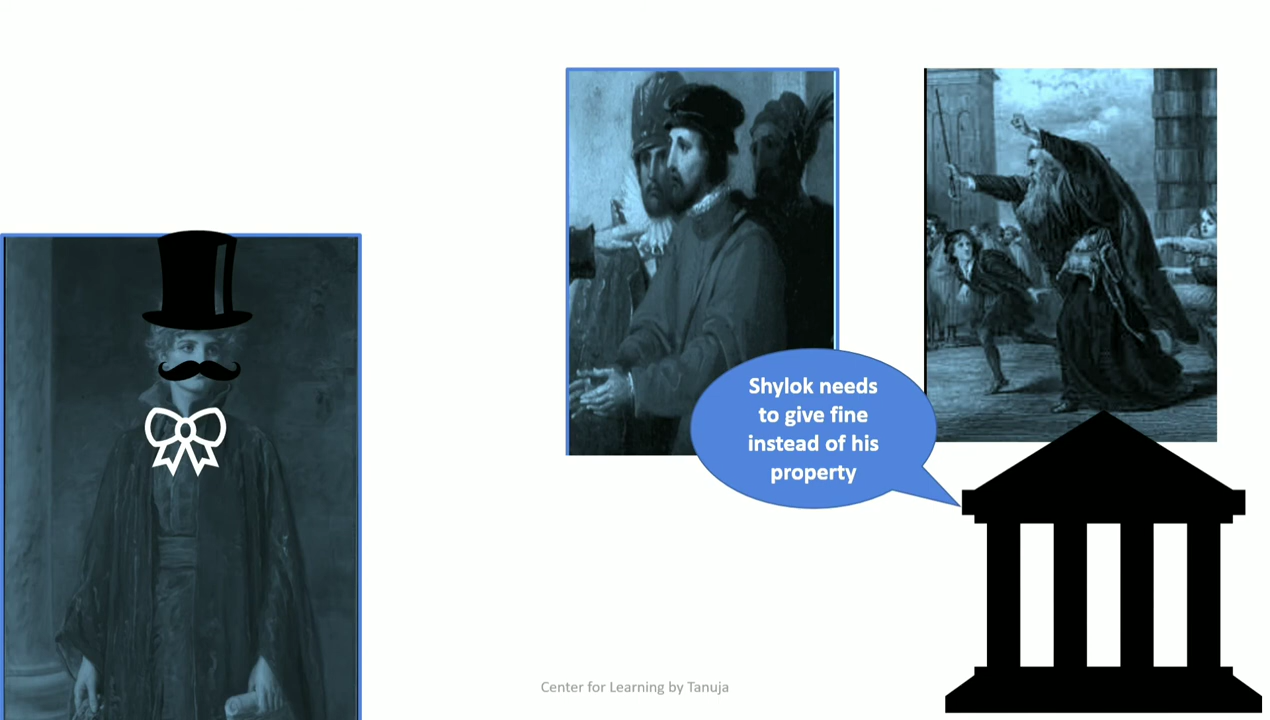 Shylok needs
to give fine
instead of his
property
Center for Learning by Tanuja